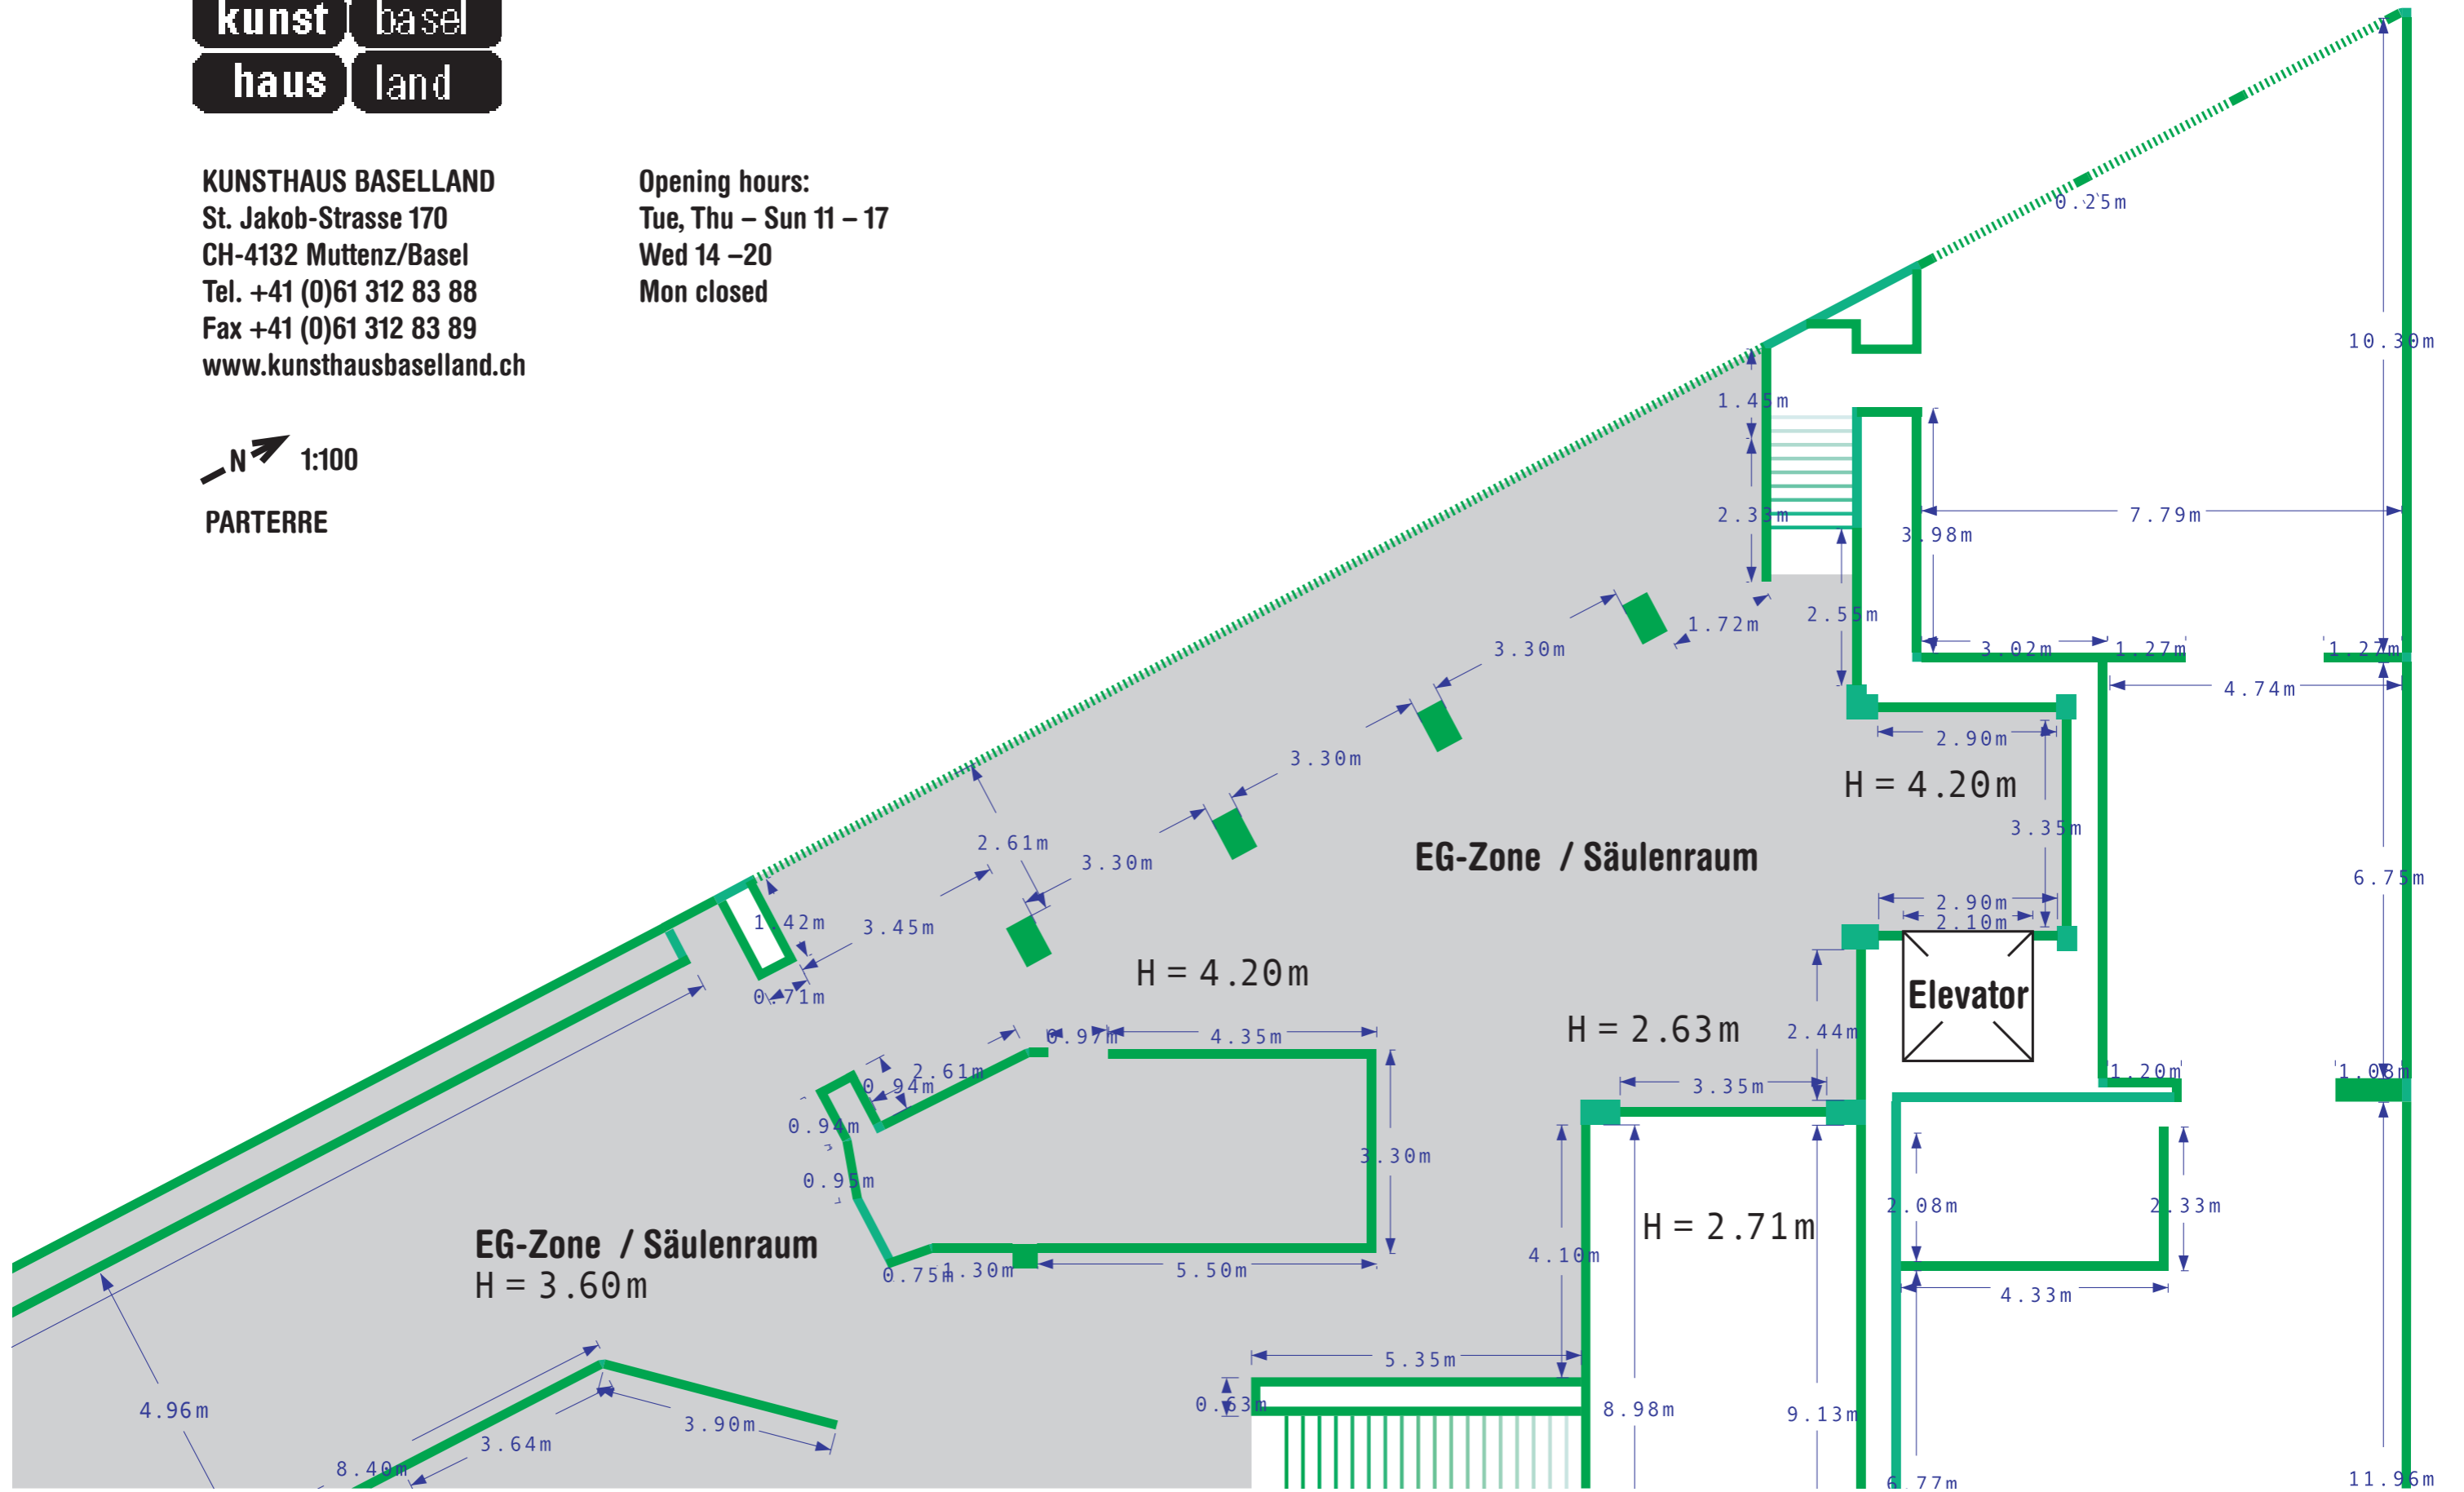 kunst basel
haus land
KUNSTHAUS BASELLAND
St. Jakob-Strasse 170
CH-4132 Muttenz/Basel
Tel. +41 (0)61 312 83 88
Fax +41 (0)61 312 83 89
www.kunsthausbaselland.ch
Opening hours:
Tue, Thu – Sun 11 – 17
Wed 14 –20
Mon closed
N 1:100
PARTERRE
0.25m
10.30m
1.45m
2.33m
7.79m
3.98m
2.55m
1.72m
3.30m
3.02m
1.27m
1.27m
4.74m
3.30m
2.90m
H = 4.20m
3.35m
2.61m
3.30m
EG-Zone / Säulenraum
6.75m
2.90m
2.10m
1.42m
3.45m
H = 4.20m
0.71m
Elevator
H = 2.63m
2.44m
0.97m
4.35m
2.61m
0.94m
3.35m
1.20m
1.08m
0.94m
3.30m
0.95m
2.08m
2.33m
H = 2.71m
EG-Zone / Säulenraum
H = 3.60m
4.10m
0.75m
1.30m
5.50m
4.33m
5.35m
4.96m
0.63m
8.98m
9.13m
3.90m
3.64m
8.40m
6.77m
11.96m